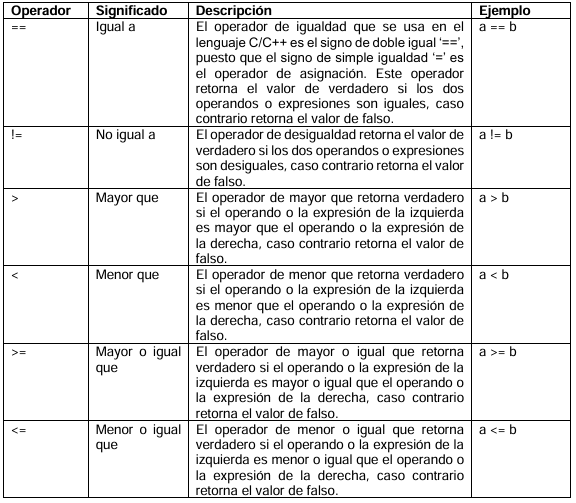 Operador Significado Descripción Ejemplo
== Igual a El operador de igualdad que se usa en el a == b
lenguaje C/C++ es el signo de doble igual ‘==’,
puesto que el signo de simple igualdad ‘=’ es
el operador de asignación. Este operador
retorna el valor de verdadero si los dos
operandos o expresiones son iguales, caso
contrario retorna el valor de falso.
!= No igual a El operador de desigualdad retorna el valor de a != b
verdadero si los dos operandos o expresiones
son desiguales, caso contrario retorna el valor
de falso.
> Mayor que El operador de mayor que retorna verdadero a > b
si el operando o la expresión de la izquierda
es mayor que el operando o la expresión de
la derecha, caso contrario retorna el valor de
falso.
< Menor que El operador de menor que retorna verdadero a < b
si el operando o la expresión de la izquierda
es menor que el operando o la expresión de
la derecha, caso contrario retorna el valor de
falso.
>= Mayor o igual El operador de mayor o igual que retorna a >= b
que verdadero si el operando o la expresión de la
izquierda es mayor o igual que el operando o
la expresión de la derecha, caso contrario
retorna el valor de falso.
<= Menor o igual El operador de menor o igual que retorna a <= b
que verdadero si el operando o la expresión de la
izquierda es menor o igual que el operando o
la expresión de la derecha, caso contrario
retorna el valor de falso.